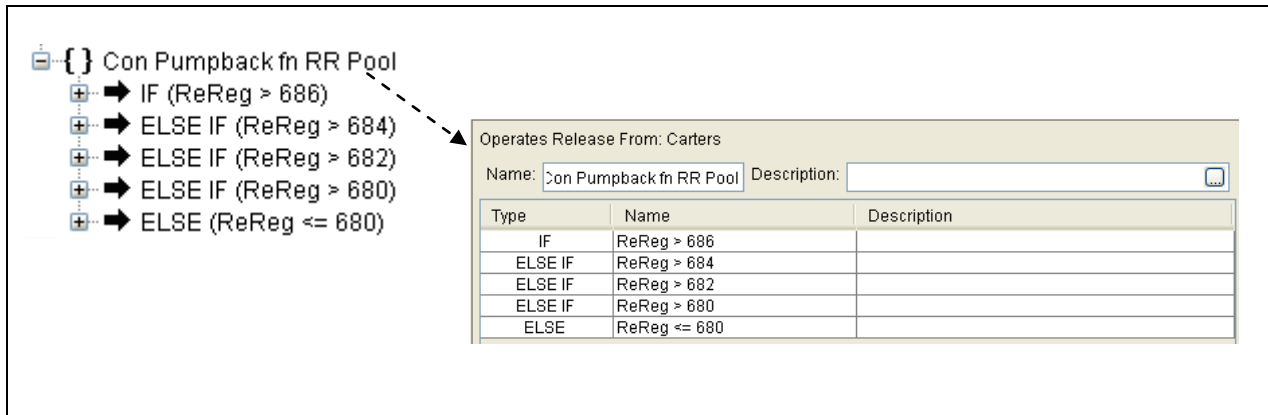 { } Con Pumpback fn RR Pool
IF (ReReg > 686)
ELSE IF (ReReg > 684)
ELSE IF (ReReg > 682)
ELSE IF (ReReg > 680)
ELSE (ReReg <= 680)
Operates Release From: Carters
Name: Con Pumpback fn RR Pool Description: ...
Type Name Description
IF ReReg > 686
ELSE IF ReReg > 684
ELSE IF ReReg > 682
ELSE IF ReReg > 680
ELSE ReReg <= 680